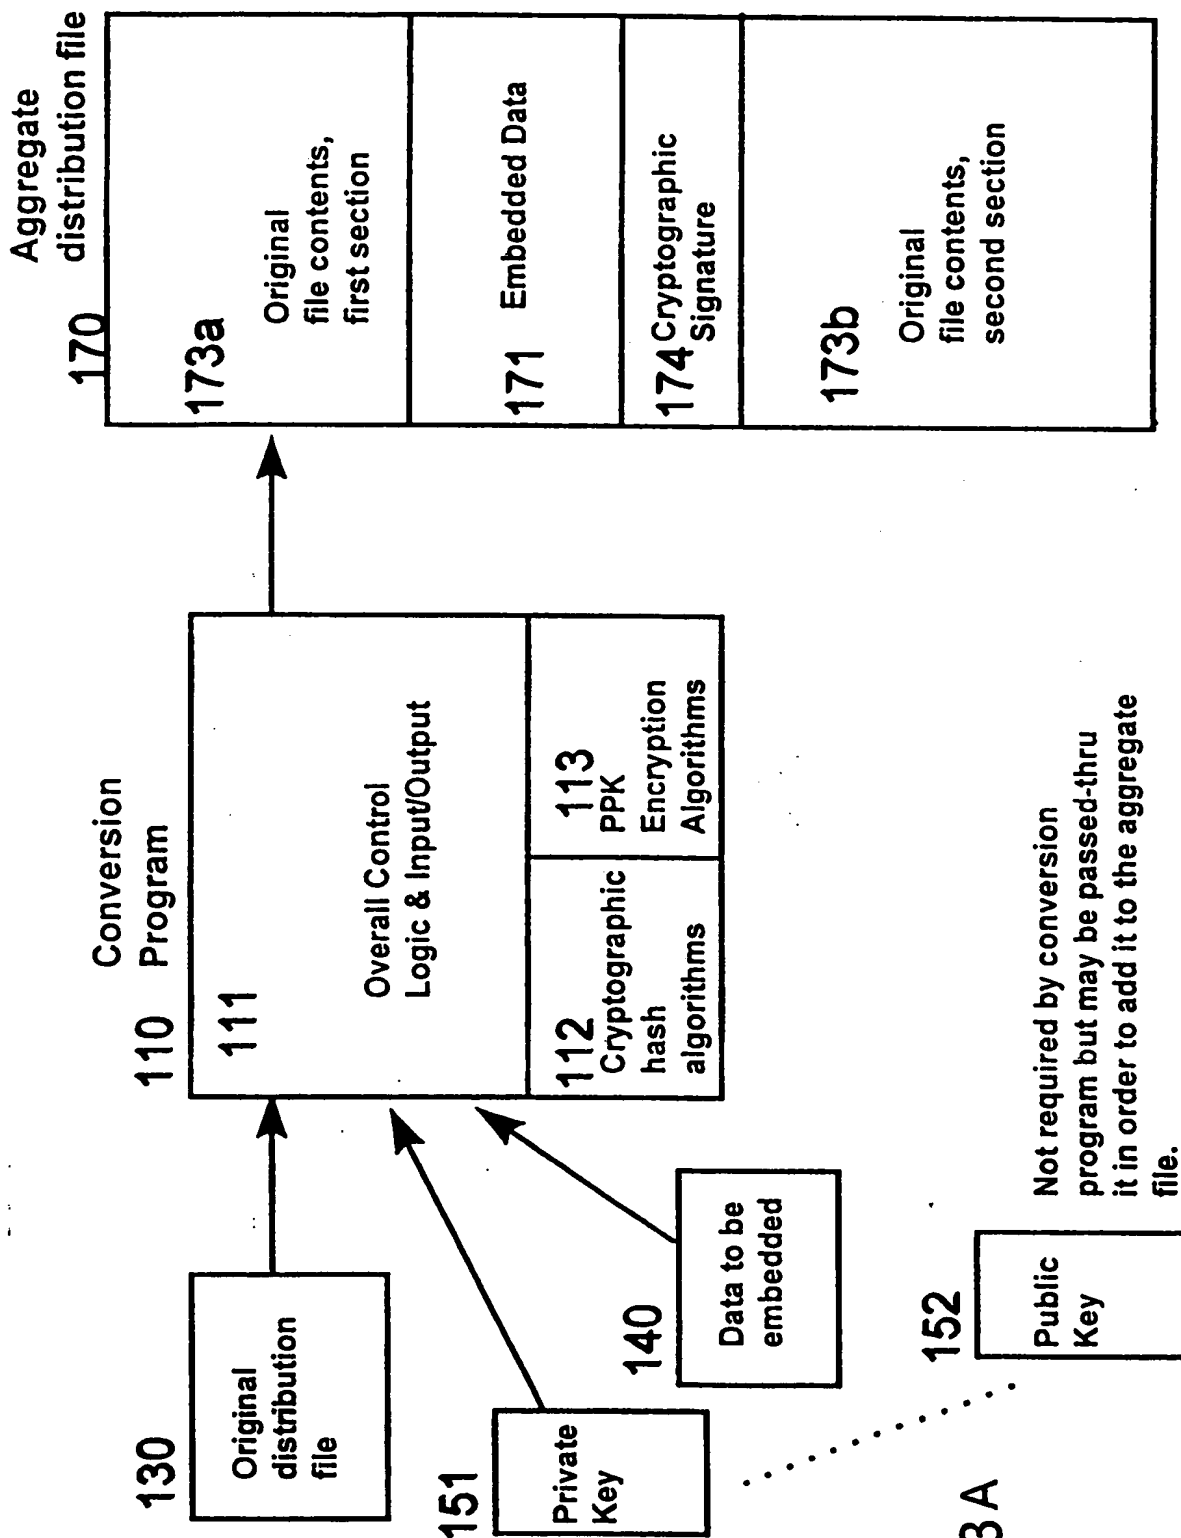 130
Original
distribution
file
151
Private
Key
140
Data to be
embedded
152
Public
Key
Not required by conversion
program but may be passed-thru
it in order to add it to the aggregate
file.
110
Conversion
Program
111
Overall Control
Logic & Input/Output
112
Cryptographic
hash
algorithms
113
PPK
Encryption
Algorithms
170
Aggregate
distribution file
173a
Original
file contents,
first section
171
Embedded Data
174
Cryptographic
Signature
173b
Original
file contents,
second section
3 A